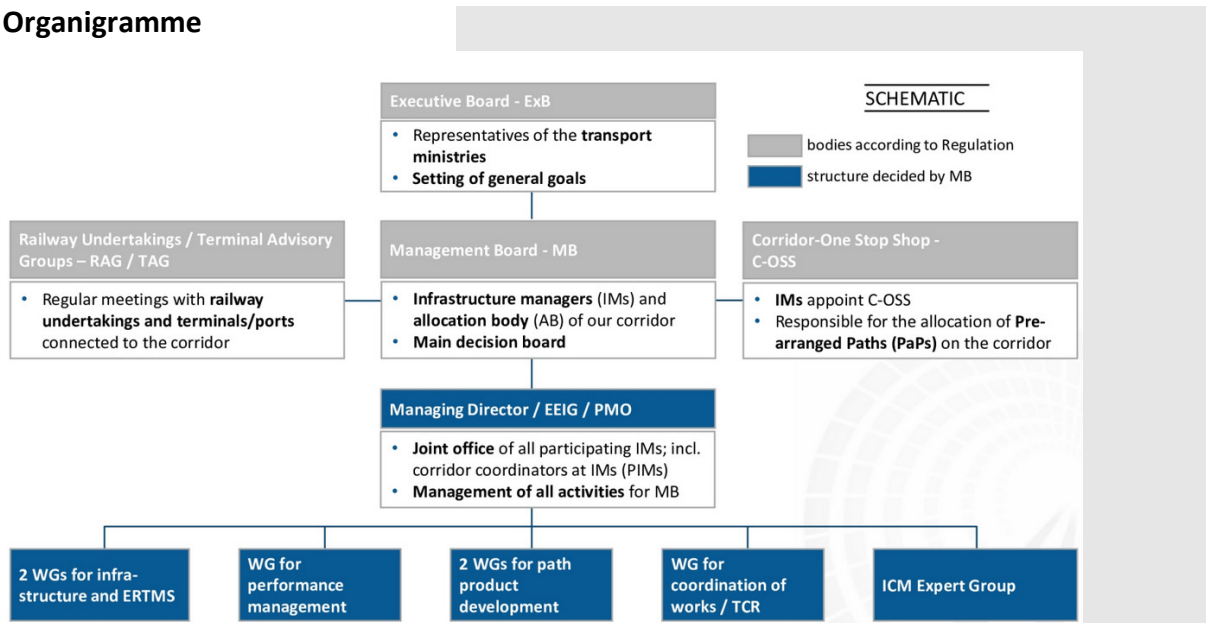 Organigramme
SCHEMATIC
bodies according to Regulation
structure decided by MB
Executive Board - ExB
• Representatives of the transport
ministries
• Setting of general goals
Railway Undertakings / Terminal Advisory
Groups – RAG / TAG
• Regular meetings with railway
undertakings and terminals/ports
connected to the corridor
Management Board - MB
• Infrastructure managers (IMs) and
allocation body (AB) of our corridor
• Main decision board
Corridor-One Stop Shop -
C-OSS
• IMs appoint C-OSS
• Responsible for the allocation of Pre-
arranged Paths (PaPs) on the corridor
Managing Director / EEIG / PMO
• Joint office of all participating IMs; incl.
corridor coordinators at IMs (PIMs)
• Management of all activities for MB
2 WGs for infra-
structure and ERTMS
WG for
performance
management
2 WGs for path
product
development
WG for
coordination of
works / TCR
ICM Expert Group